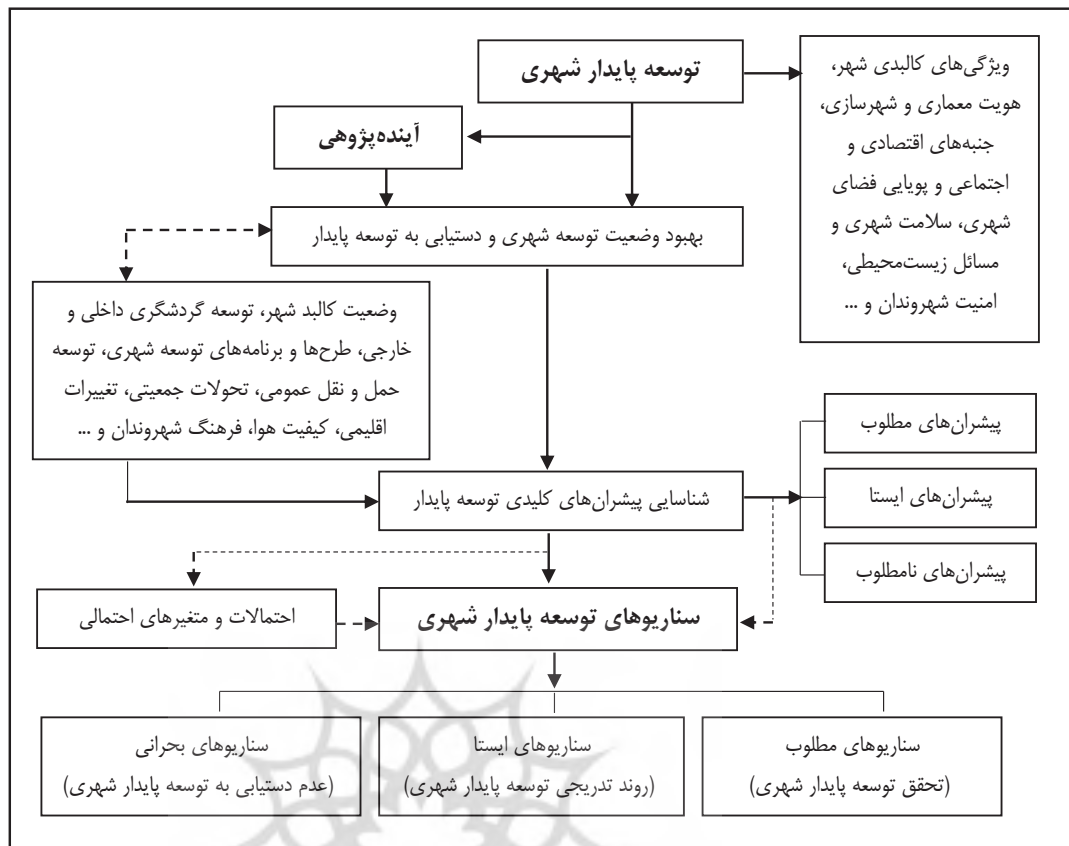 توسعه پایدار شهری
ویژگی‌های کالبدی شهر،
هویت معماری و شهرسازی،
جنبه‌های اقتصادی و
اجتماعی و پویایی فضای
شهری، سلامت شهری و
مسائل زیست‌محیطی،
امنیت شهروندان و ...
آینده‌پژوهی
بهبود وضعیت توسعه شهری و دستیابی به توسعه پایدار
وضعیت کالبد شهر، توسعه گردشگری داخلی و
خارجی، طرح‌ها و برنامه‌های توسعه شهری، توسعه
حمل و نقل عمومی، تحولات جمعیتی، تغییرات
اقلیمی، کیفیت هوا، فرهنگ شهروندان و ...
شناسایی پیشران‌های کلیدی توسعه پایدار
پیشران‌های مطلوب
پیشران‌های ایستا
پیشران‌های نامطلوب
احتمالات و متغیرهای احتمالی
سناریوهای توسعه پایدار شهری
سناریوهای مطلوب
(تحقق توسعه پایدار شهری)
سناریوهای ایستا
(روند تدریجی توسعه پایدار شهری)
سناریوهای بحرانی
(عدم دستیابی به توسعه پایدار شهری)